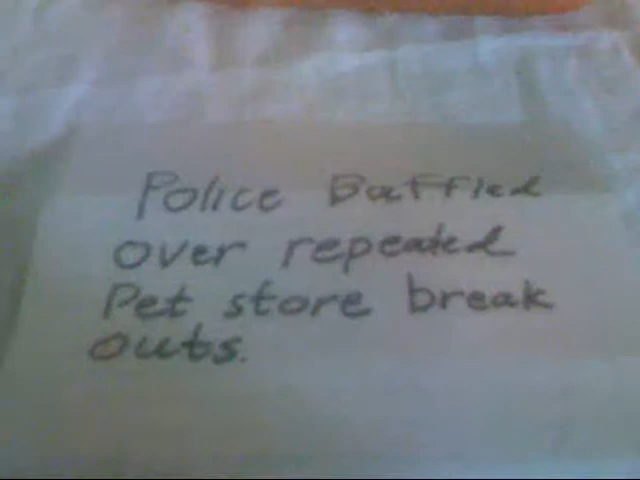 Police Baffled
over repeated
Pet store break
outs.